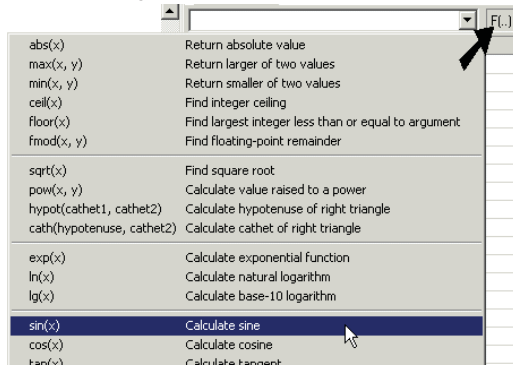 F(..)
abs(x) Return absolute value
max(x, y) Return larger of two values
min(x, y) Return smaller of two values
ceil(x) Find integer ceiling
floor(x) Find largest integer less than or equal to argument
fmod(x, y) Find floating-point remainder
sqrt(x) Find square root
pow(x, y) Calculate value raised to a power
hypot(cathet1, cathet2) Calculate hypotenuse of right triangle
cath(hypotenuse, cathet2) Calculate cathet of right triangle
exp(x) Calculate exponential function
ln(x) Calculate natural logarithm
lg(x) Calculate base-10 logarithm
sin(x) Calculate sine
cos(x) Calculate cosine
tan(x) Calculate tangent